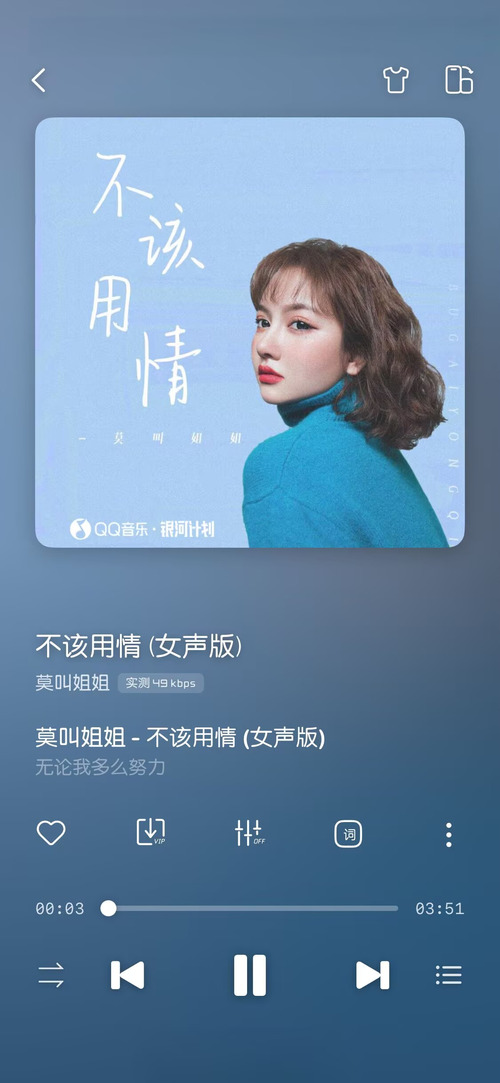 不该用情
- 莫叫姐姐
BUGAIYONGQI
QQ音乐·银河计划
不该用情 (女声版)
莫叫姐姐 实测 49 kbps
莫叫姐姐 - 不该用情 (女声版)
无论我多么努力
VIP OFF 词
00:03 03:51